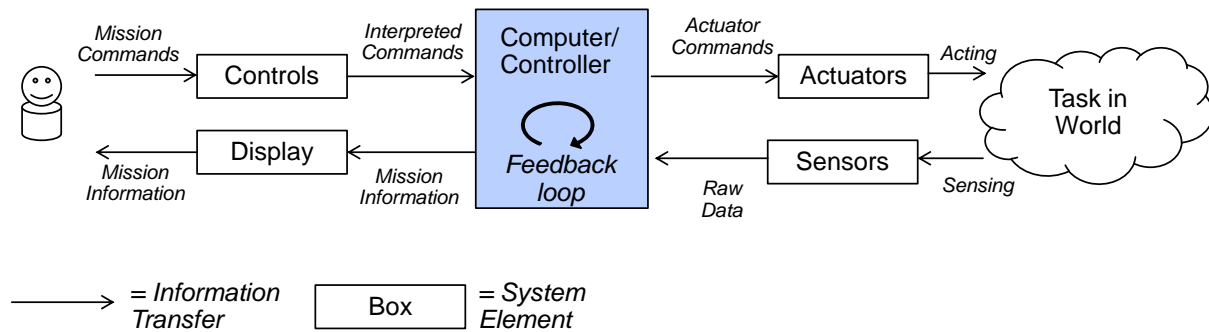 Mission
Commands
Controls
Interpreted
Commands
Computer/
Controller
Actuator
Commands
Actuators
Acting
Task in
World
Mission
Information
Display
Mission
Information
Feedback
loop
Raw
Data
Sensors
Sensing
= Information
Transfer
Box
= System
Element